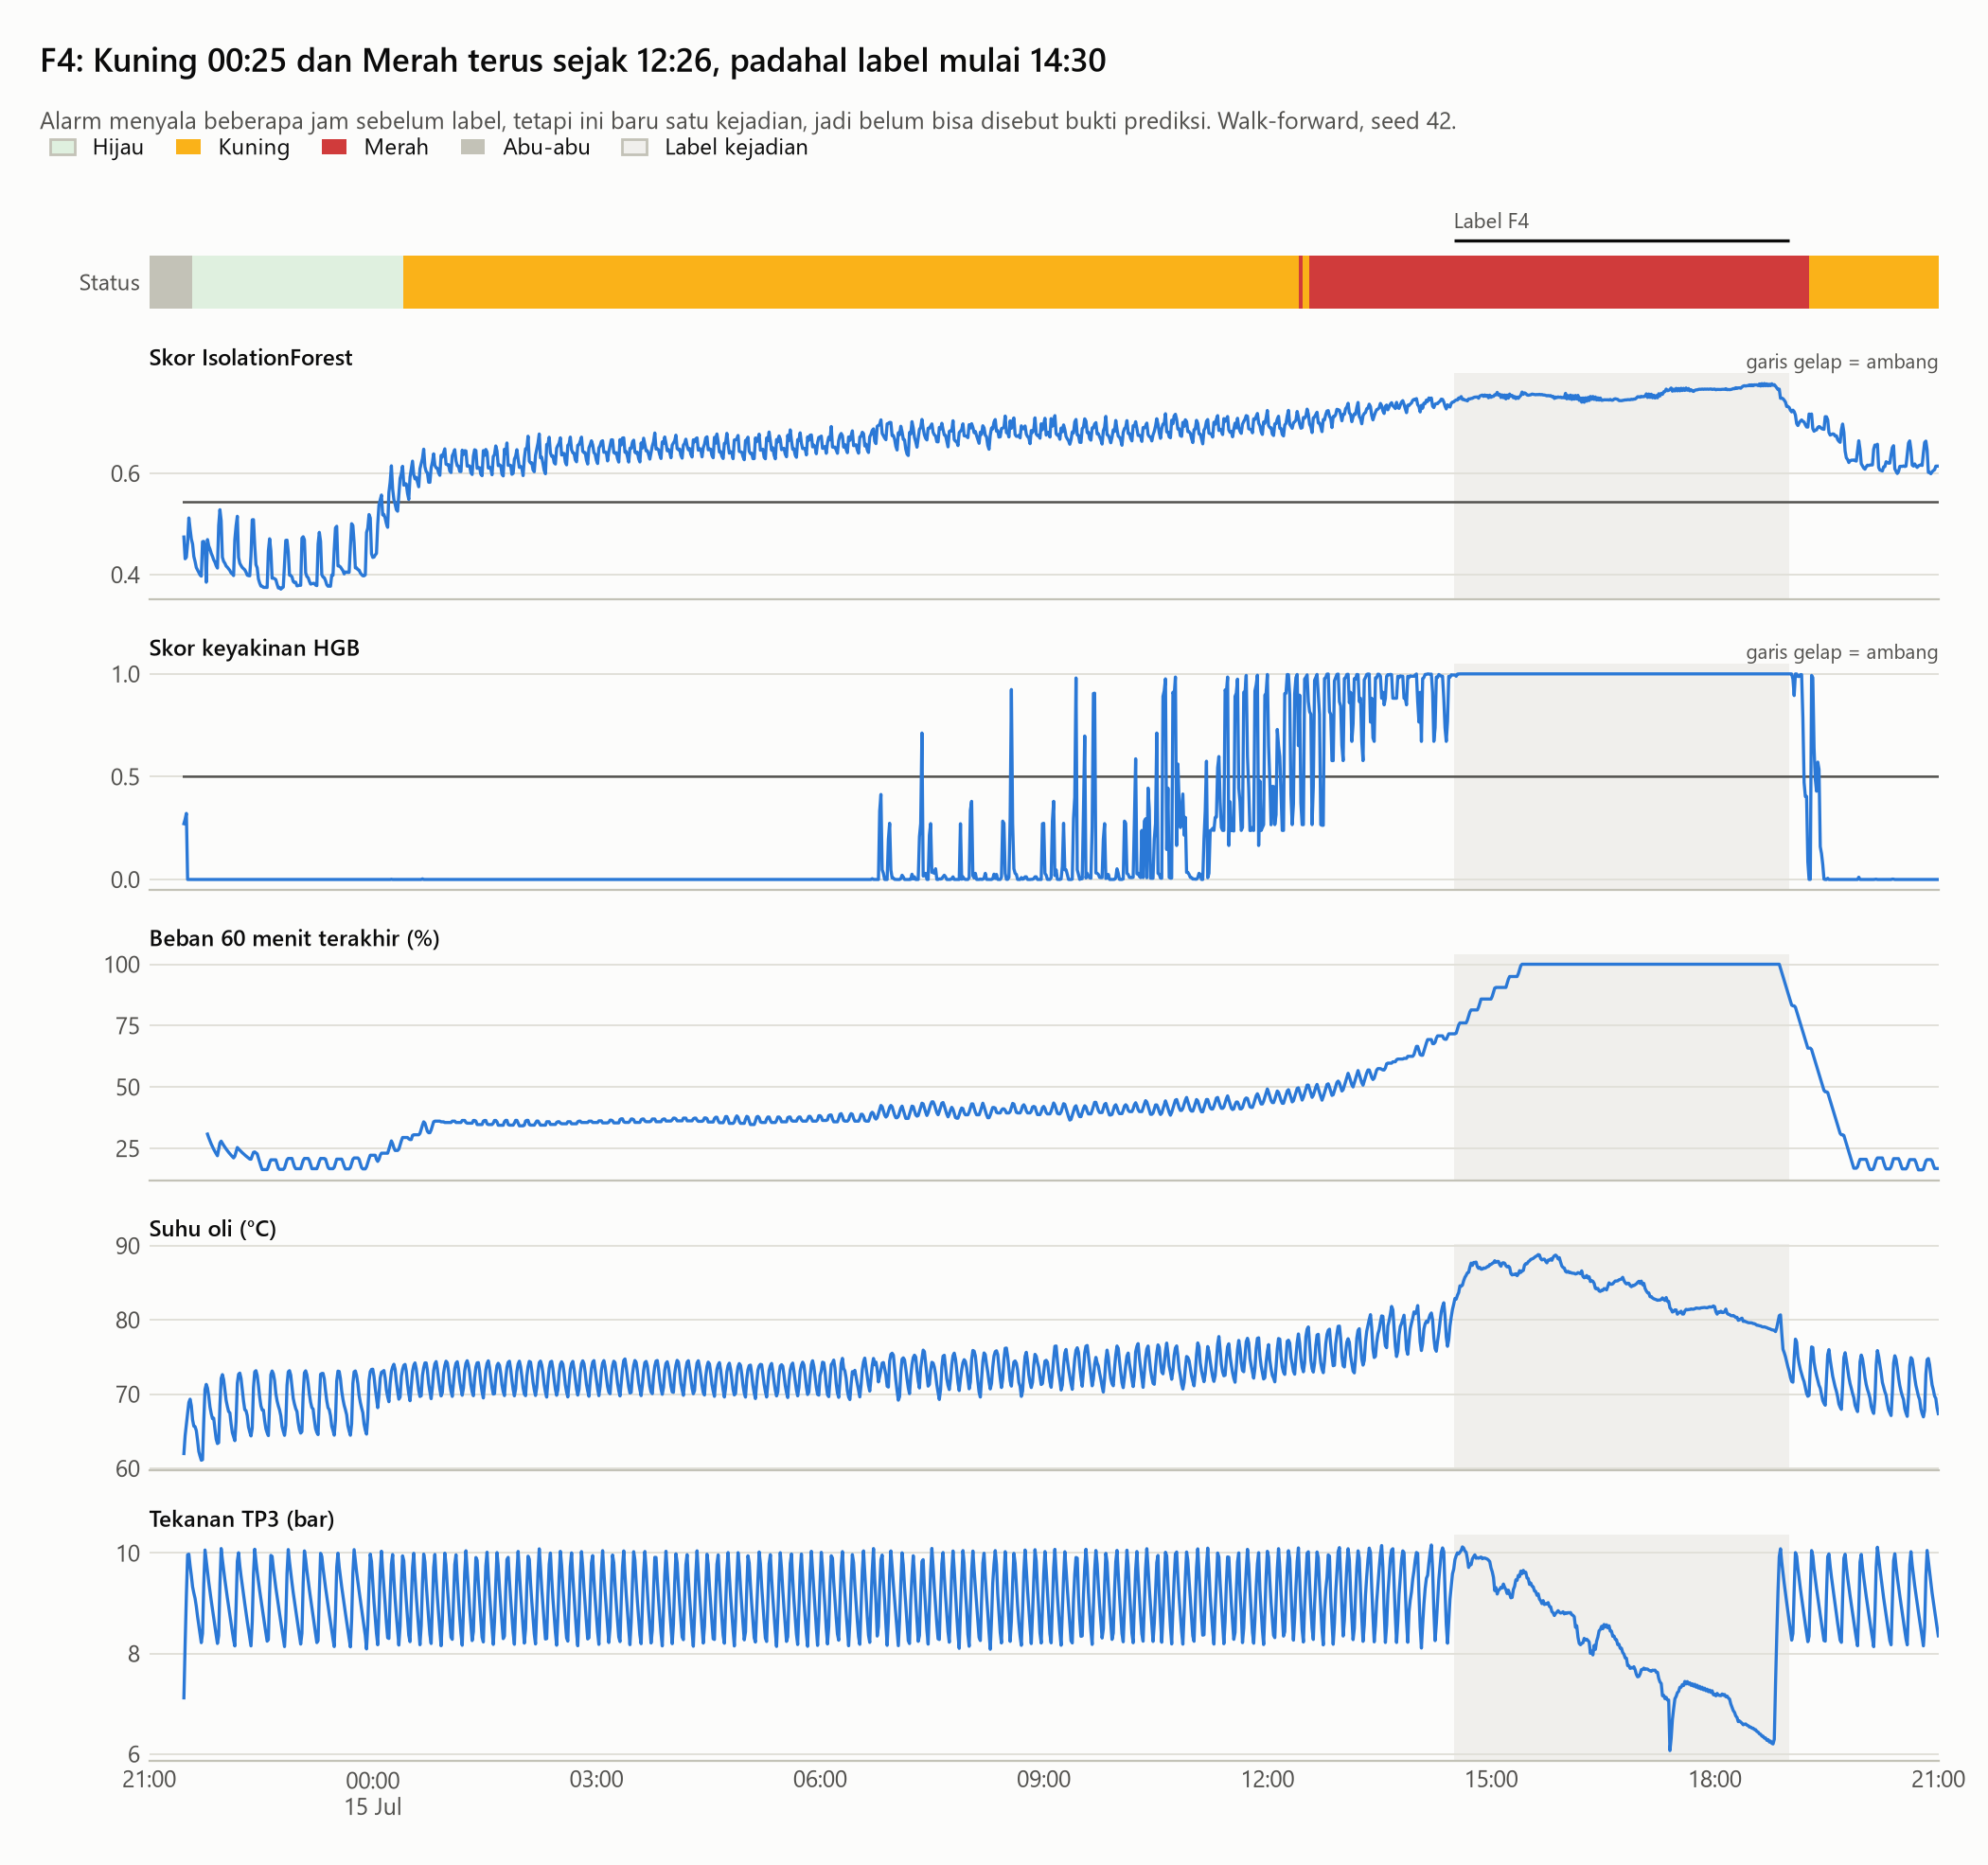 F4: Kuning 00:25 dan Merah terus sejak 12:26, padahal label mulai 14:30
Alarm menyala beberapa jam sebelum label, tetapi ini baru satu kejadian, jadi belum bisa disebut bukti prediksi. Walk-forward, seed 42.
Hijau Kuning Merah Abu-abu Label kejadian
Label F4
Status
Skor IsolationForest
garis gelap = ambang
0.6
0.4
Skor keyakinan HGB
garis gelap = ambang
1.0
0.5
0.0
Beban 60 menit terakhir (%)
100
75
50
25
Suhu oli (°C)
90
80
70
60
Tekanan TP3 (bar)
10
8
6
21:00 00:00 03:00 06:00 09:00 12:00 15:00 18:00 21:00
15 Jul